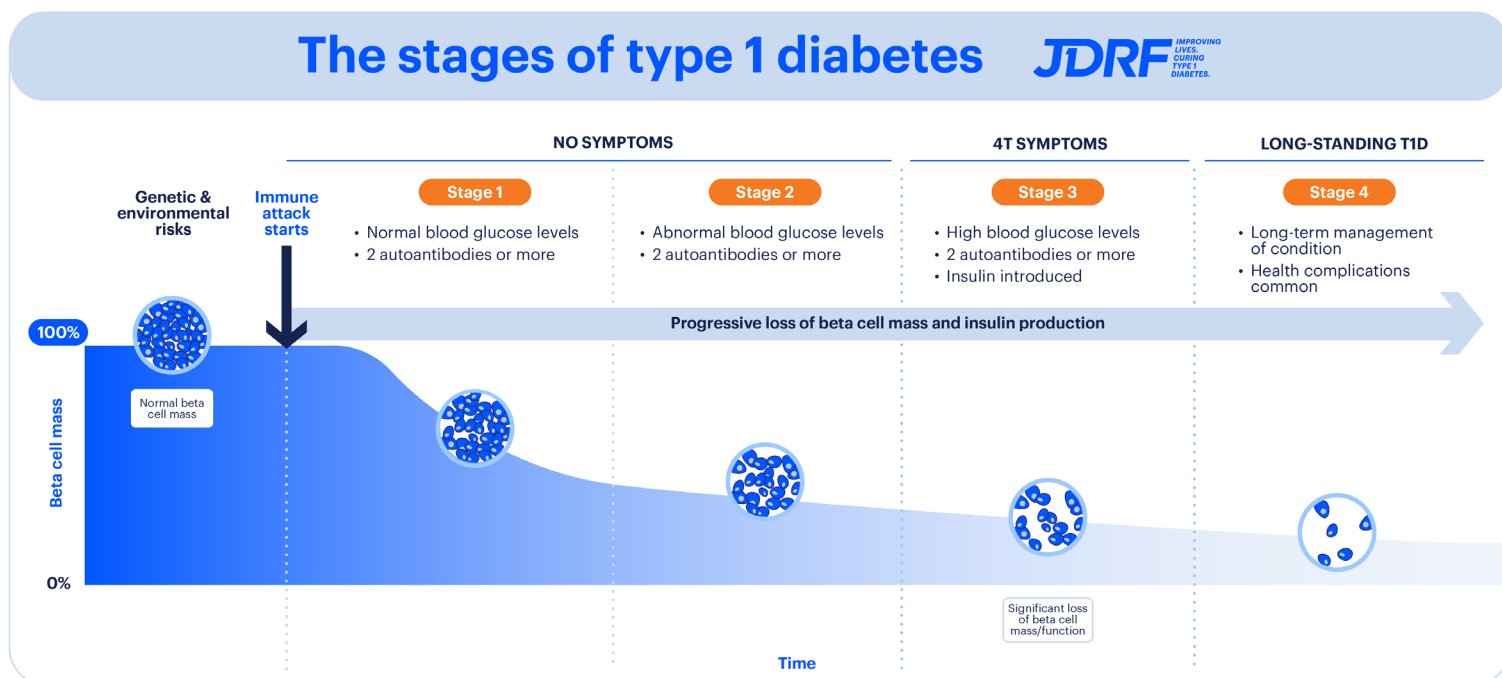 The stages of type 1 diabetes
JDRF
IMPROVING
LIVES.
CURING
TYPE 1
DIABETES.
NO SYMPTOMS
4T SYMPTOMS
LONG-STANDING T1D
Genetic &
environmental
risks
Immune
attack
starts
Stage 1
• Normal blood glucose levels
• 2 autoantibodies or more
Stage 2
• Abnormal blood glucose levels
• 2 autoantibodies or more
Stage 3
• High blood glucose levels
• 2 autoantibodies or more
• Insulin introduced
Stage 4
• Long-term management
of condition
• Health complications
common
Progressive loss of beta cell mass and insulin production
100%
Normal beta
cell mass
Beta cell mass
0%
Significant loss
of beta cell
mass/function
Time